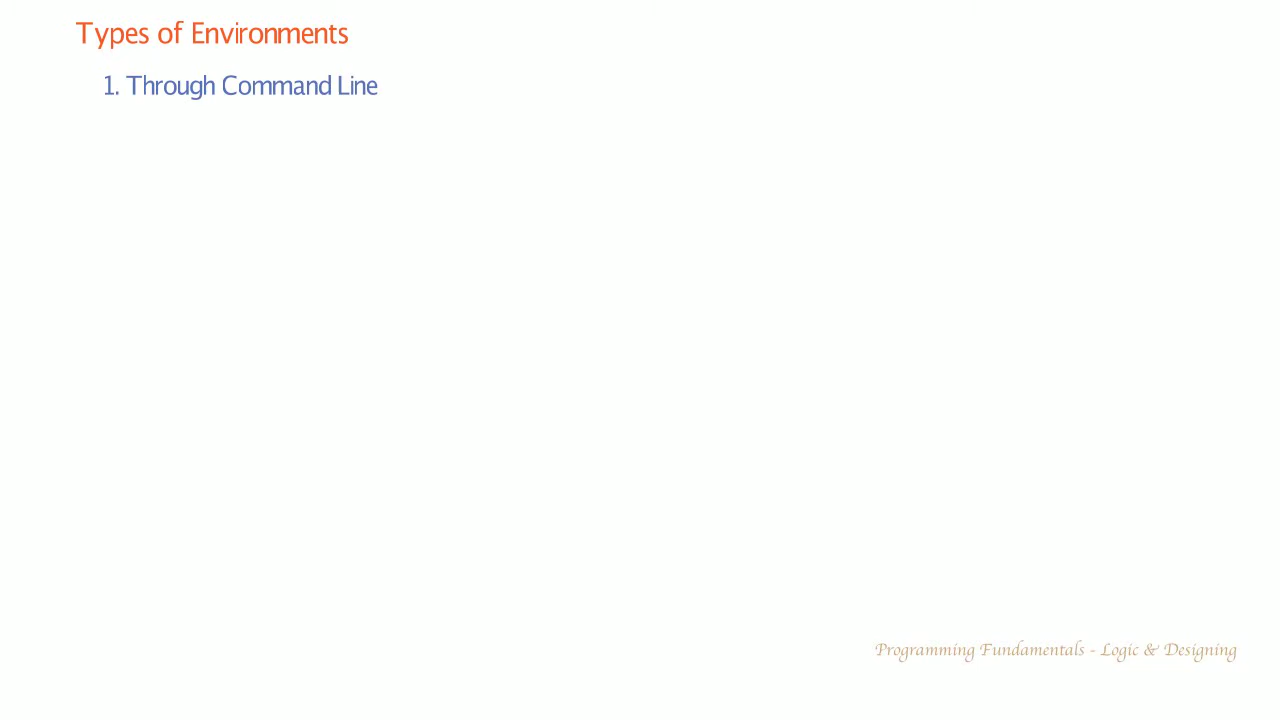 Types of Environments
1. Through Command Line
Programming Fundamentals - Logic & Designing